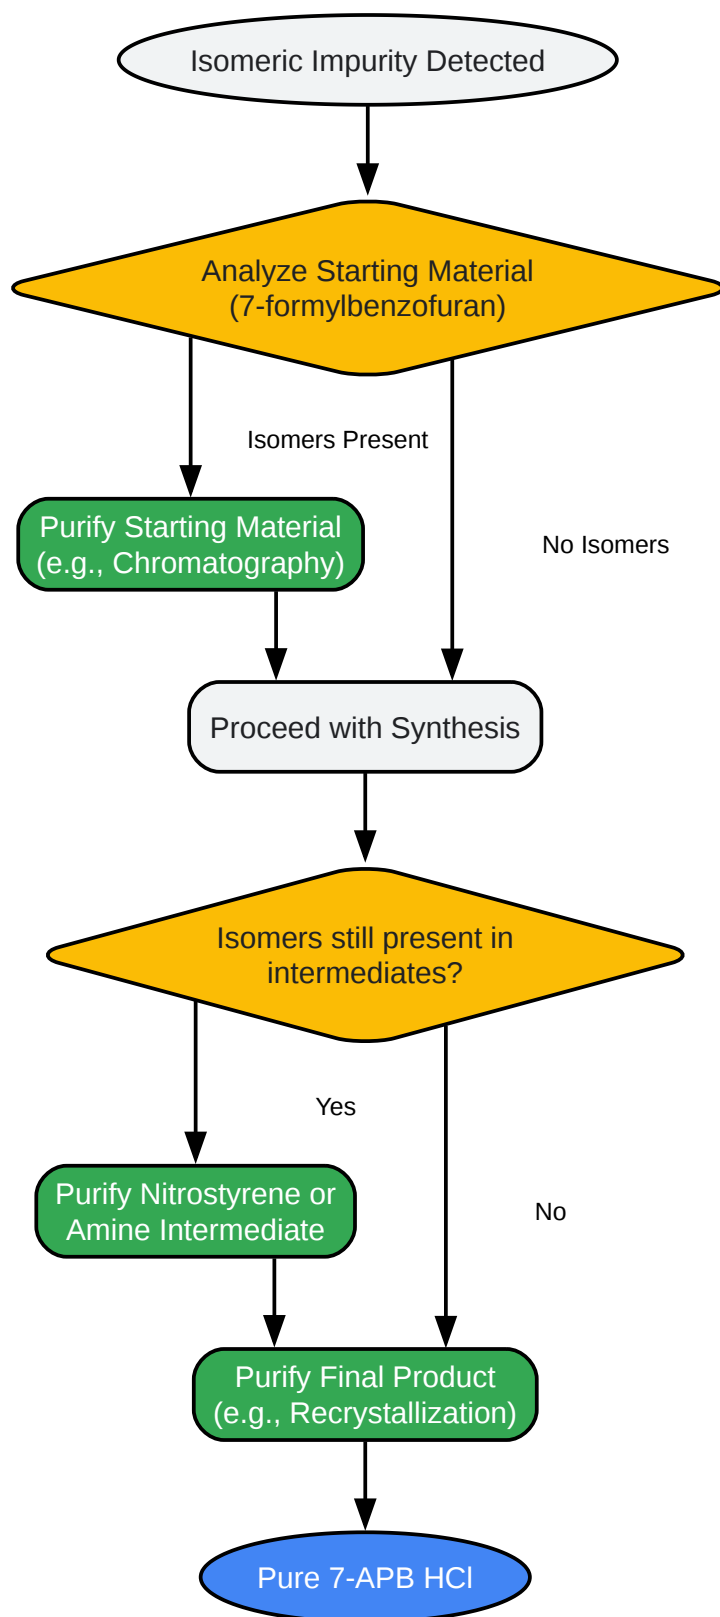 Isomeric Impurity Detected
Analyze Starting Material
(7-formylbenzofuran)
Isomers Present
Purify Starting Material
(e.g., Chromatography)
No Isomers
Proceed with Synthesis
Isomers still present in
intermediates?
Yes
Purify Nitrostyrene or
Amine Intermediate
No
Purify Final Product
(e.g., Recrystallization)
Pure 7-APB HCl